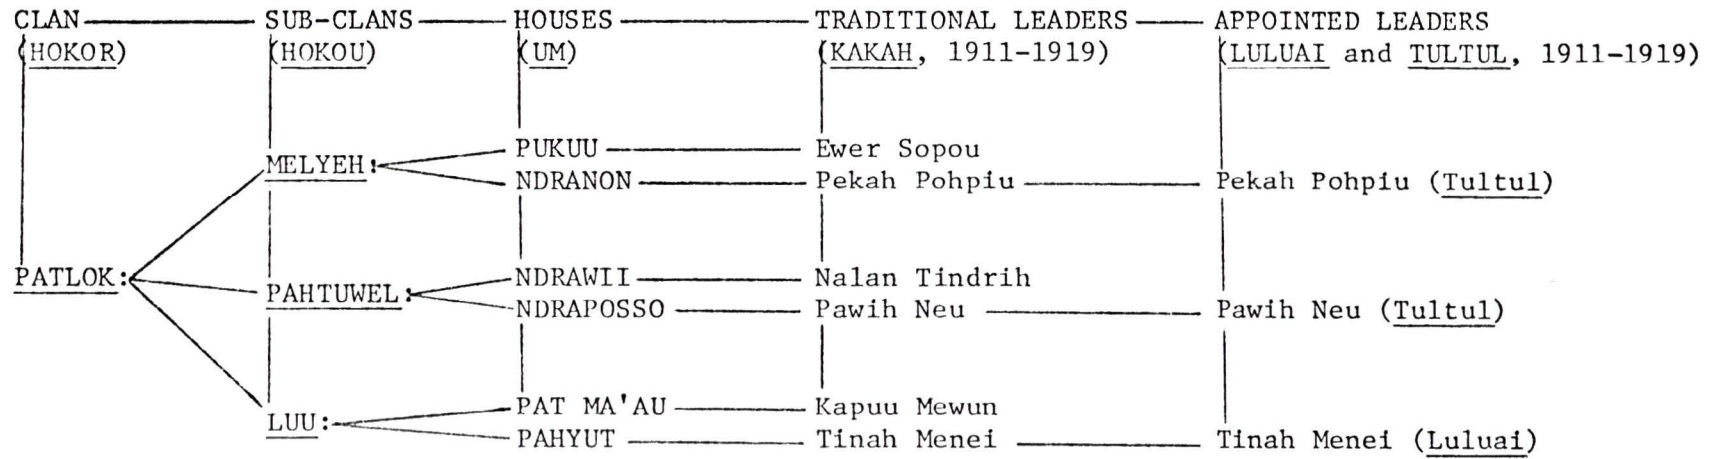 CLAN SUB-CLANS HOUSES TRADITIONAL LEADERS APPOINTED LEADERS
(HOKOR) (HOKOU) (UM) (KAKAH, 1911-1919) (LULUAI and TULTUL, 1911-1919)
PUKUU Ewer Sopou
MELYEH:
NDRANON Pekah Pohpiu Pekah Pohpiu (Tultul)
PATLOK: NDRAWII Nalan Tindrih
PAHTUWEL:
NDRAPOSSO Pawih Neu Pawih Neu (Tultul)
PAT MA'AU Kapuu Mewun
LUU:
PAHYUT Tinah Menei Tinah Menei (Luluai)